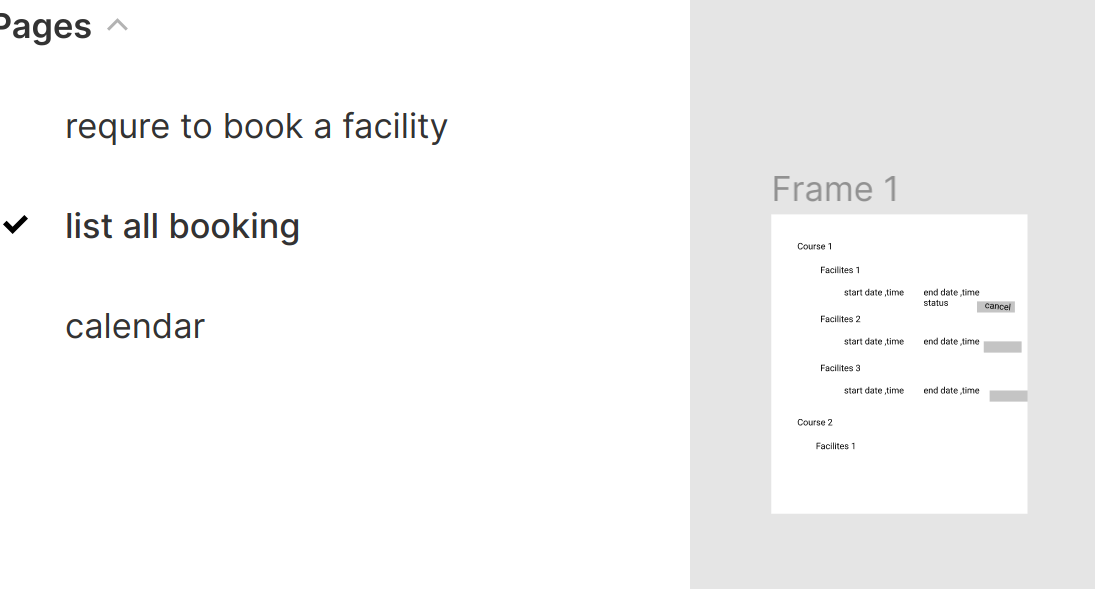 Pages
requre to book a facility
list all booking
calendar
Frame 1
Course 1
Facilites 1
start date ,time end date ,time
status cancel
Facilites 2
start date ,time end date ,time
Facilites 3
start date ,time end date ,time
Course 2
Facilites 1